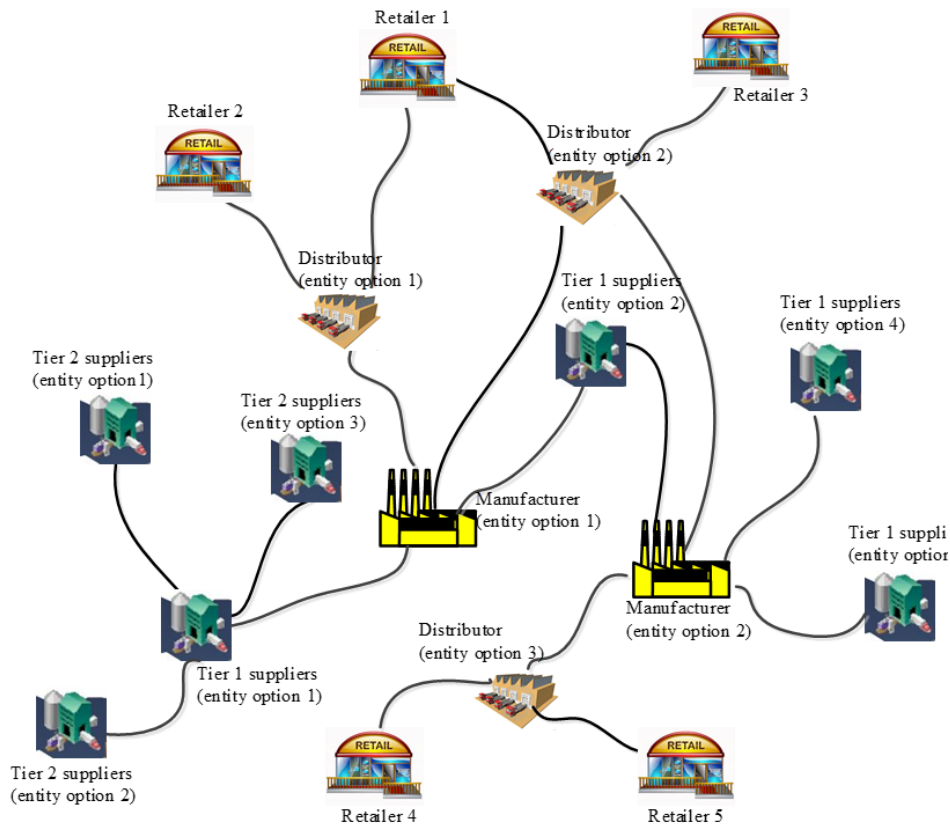 Retailer 1
RETAIL
RETAIL
Retailer 3
Retailer 2
RETAIL
Distributor
(entity option 2)
Distributor
(entity option 1)
Tier 1 suppliers
(entity option 2)
Tier 1 suppliers
(entity option 4)
Tier 2 suppliers
(entity option 1)
Tier 2 suppliers
(entity option 3)
Manufacturer
(entity option 1)
Tier 1 suppli
(entity option
Manufacturer
(entity option 2)
Distributor
(entity option 3)
Tier 1 suppliers
(entity option 1)
Tier 2 suppliers
(entity option 2)
RETAIL
RETAIL
Retailer 4
Retailer 5